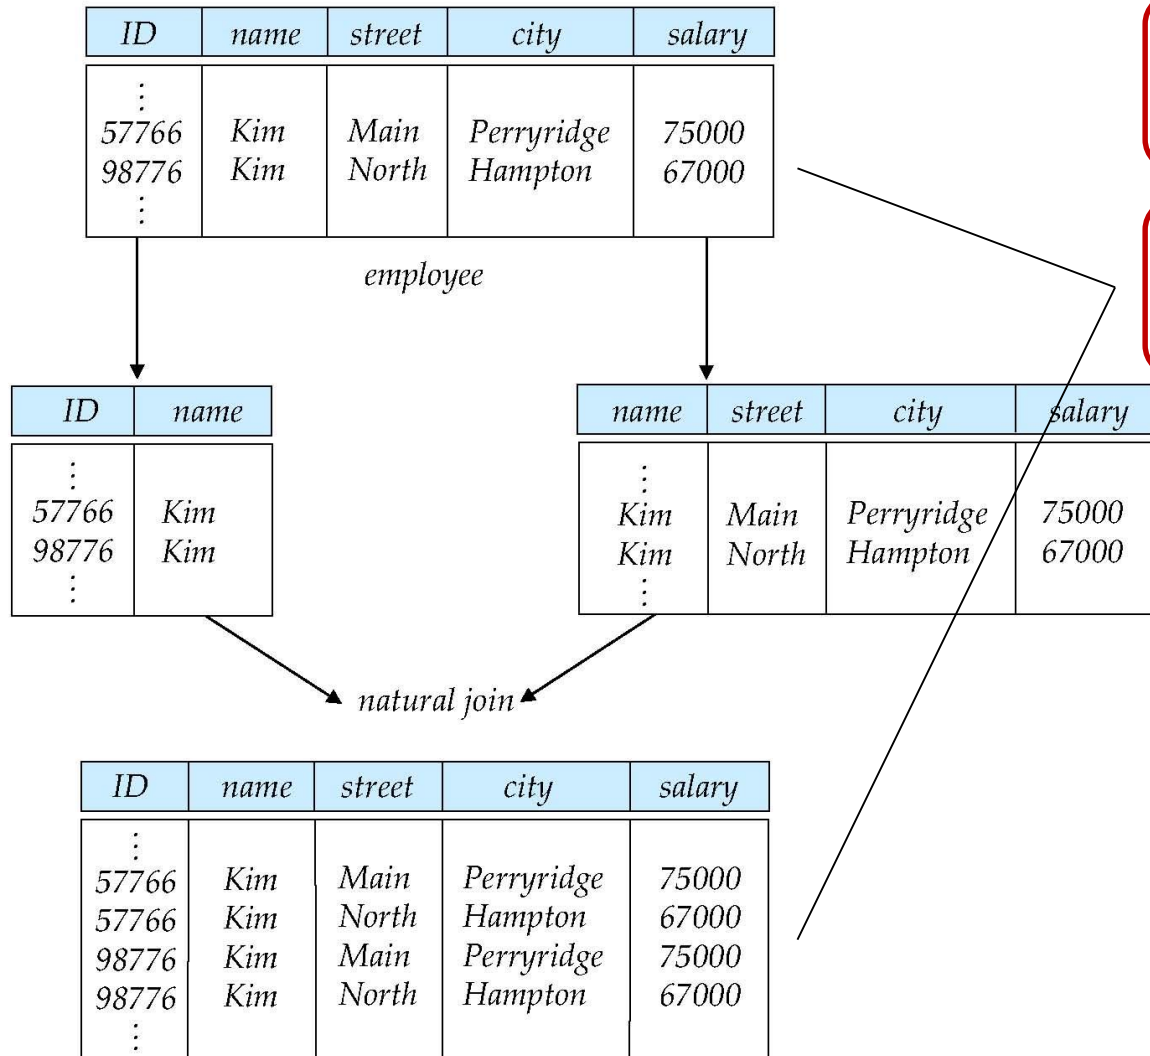 ID name street city salary
⋮
57766 Kim Main Perryridge 75000
98776 Kim North Hampton 67000
⋮
employee
ID name
⋮
57766 Kim
98776 Kim
⋮
name street city salary
⋮
Kim Main Perryridge 75000
Kim North Hampton 67000
⋮
natural join
ID name street city salary
⋮
57766 Kim Main Perryridge 75000
57766 Kim North Hampton 67000
98776 Kim Main Perryridge 75000
98776 Kim North Hampton 67000
⋮